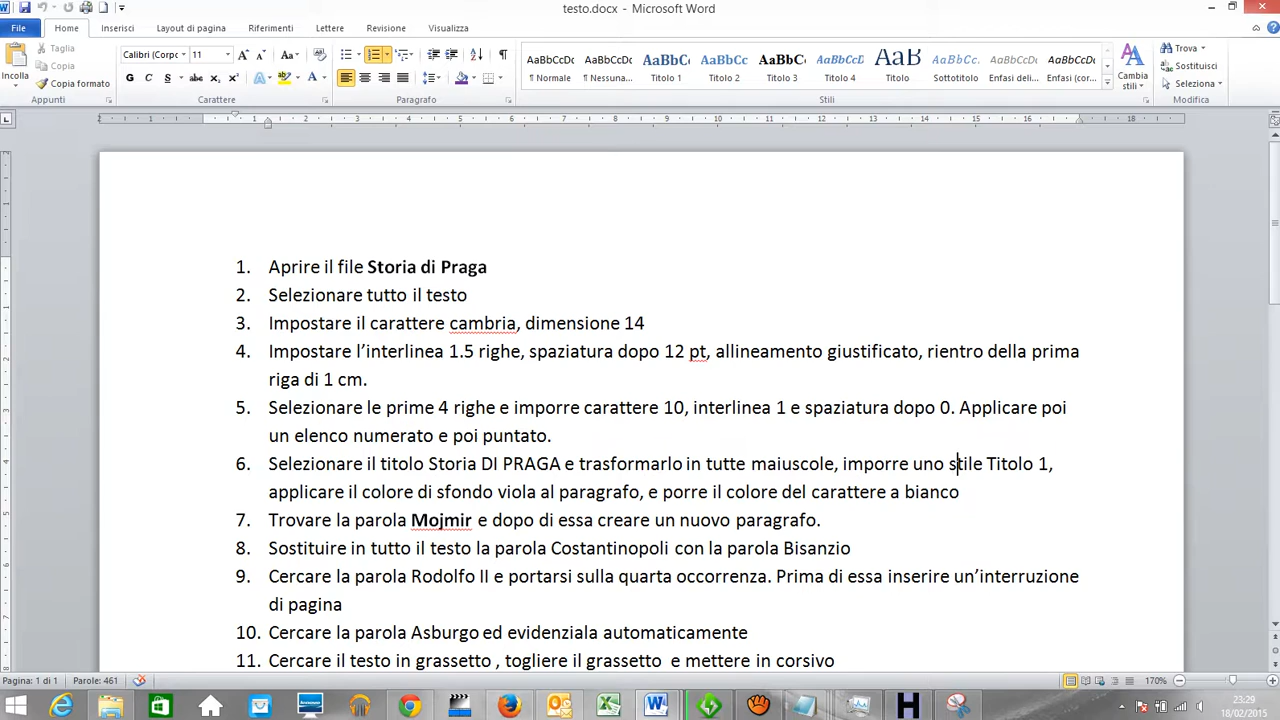 testo.docx - Microsoft Word
File Home Inserisci Layout di pagina Riferimenti Lettere Revisione Visualizza
Incolla
Taglia
Copia
Copia formato
Appunti
Calibri (Corpc 11
Carattere
Paragrafo
AaBbCcDc AaBbCcDc AaBbC AaBbCc AaBbC AaBbCcDd AaB AaBbCc. AaBbCcDc AaBbCcDc
¶ Normale ¶ Nessuna... Titolo 1 Titolo 2 Titolo 3 Titolo 4 Titolo Sottotitolo Enfasi deli... Enfasi (cor...
Stili
Cambia stili
Trova
Sostituisci
Seleziona
Modifica
1. Aprire il file Storia di Praga
2. Selezionare tutto il testo
3. Impostare il carattere cambria, dimensione 14
4. Impostare l’interlinea 1.5 righe, spaziatura dopo 12 pt, allineamento giustificato, rientro della prima
riga di 1 cm.
5. Selezionare le prime 4 righe e imporre carattere 10, interlinea 1 e spaziatura dopo 0. Applicare poi
un elenco numerato e poi puntato.
6. Selezionare il titolo Storia DI PRAGA e trasformarlo in tutte maiuscole, imporre uno stile Titolo 1,
applicare il colore di sfondo viola al paragrafo, e porre il colore del carattere a bianco
7. Trovare la parola Mojmir e dopo di essa creare un nuovo paragrafo.
8. Sostituire in tutto il testo la parola Costantinopoli con la parola Bisanzio
9. Cercare la parola Rodolfo II e portarsi sulla quarta occorrenza. Prima di essa inserire un’interruzione
di pagina
10. Cercare la parola Asburgo ed evidenziala automaticamente
11. Cercare il testo in grassetto , togliere il grassetto e mettere in corsivo
Pagina: 1 di 1 Parole: 461 170%
23:29
18/02/2015